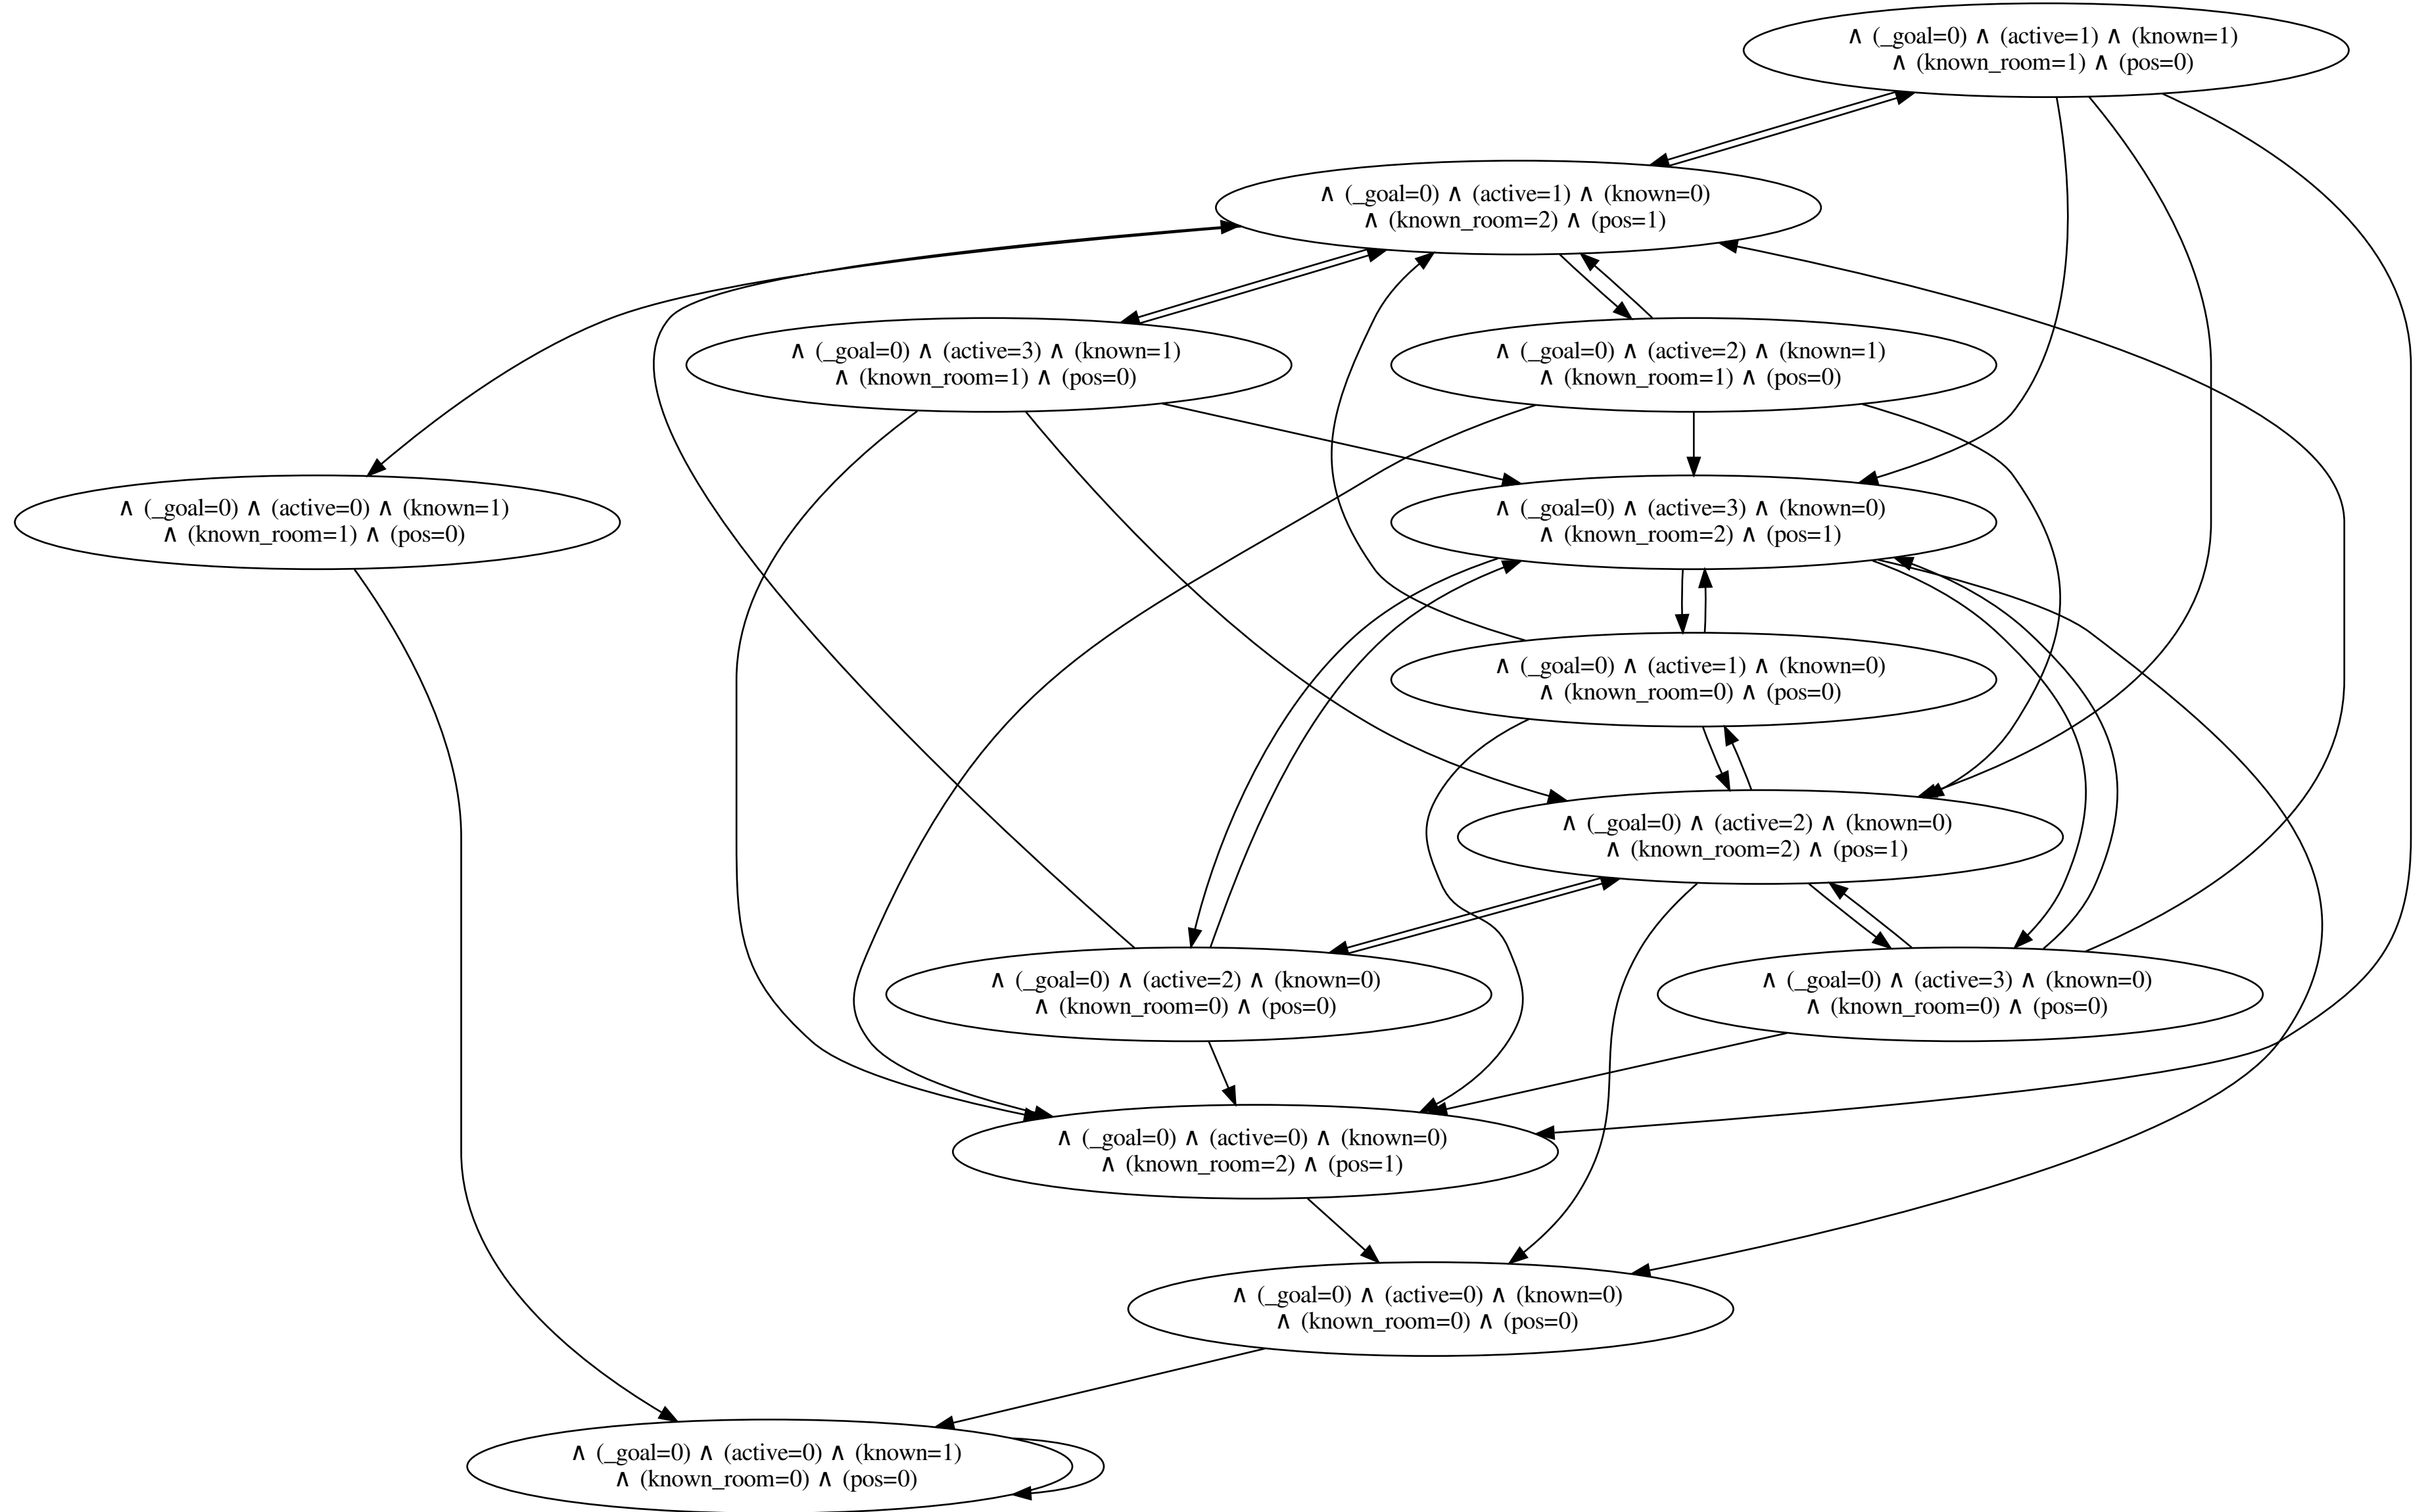 ∧ (_goal=0) ∧ (active=1) ∧ (known=1)
∧ (known_room=1) ∧ (pos=0)
∧ (_goal=0) ∧ (active=1) ∧ (known=0)
∧ (known_room=2) ∧ (pos=1)
∧ (_goal=0) ∧ (active=3) ∧ (known=1)
∧ (known_room=1) ∧ (pos=0)
∧ (_goal=0) ∧ (active=2) ∧ (known=1)
∧ (known_room=1) ∧ (pos=0)
∧ (_goal=0) ∧ (active=0) ∧ (known=1)
∧ (known_room=1) ∧ (pos=0)
∧ (_goal=0) ∧ (active=3) ∧ (known=0)
∧ (known_room=2) ∧ (pos=1)
∧ (_goal=0) ∧ (active=1) ∧ (known=0)
∧ (known_room=0) ∧ (pos=0)
∧ (_goal=0) ∧ (active=2) ∧ (known=0)
∧ (known_room=2) ∧ (pos=1)
∧ (_goal=0) ∧ (active=2) ∧ (known=0)
∧ (known_room=0) ∧ (pos=0)
∧ (_goal=0) ∧ (active=3) ∧ (known=0)
∧ (known_room=0) ∧ (pos=0)
∧ (_goal=0) ∧ (active=0) ∧ (known=0)
∧ (known_room=2) ∧ (pos=1)
∧ (_goal=0) ∧ (active=0) ∧ (known=0)
∧ (known_room=0) ∧ (pos=0)
∧ (_goal=0) ∧ (active=0) ∧ (known=1)
∧ (known_room=0) ∧ (pos=0)